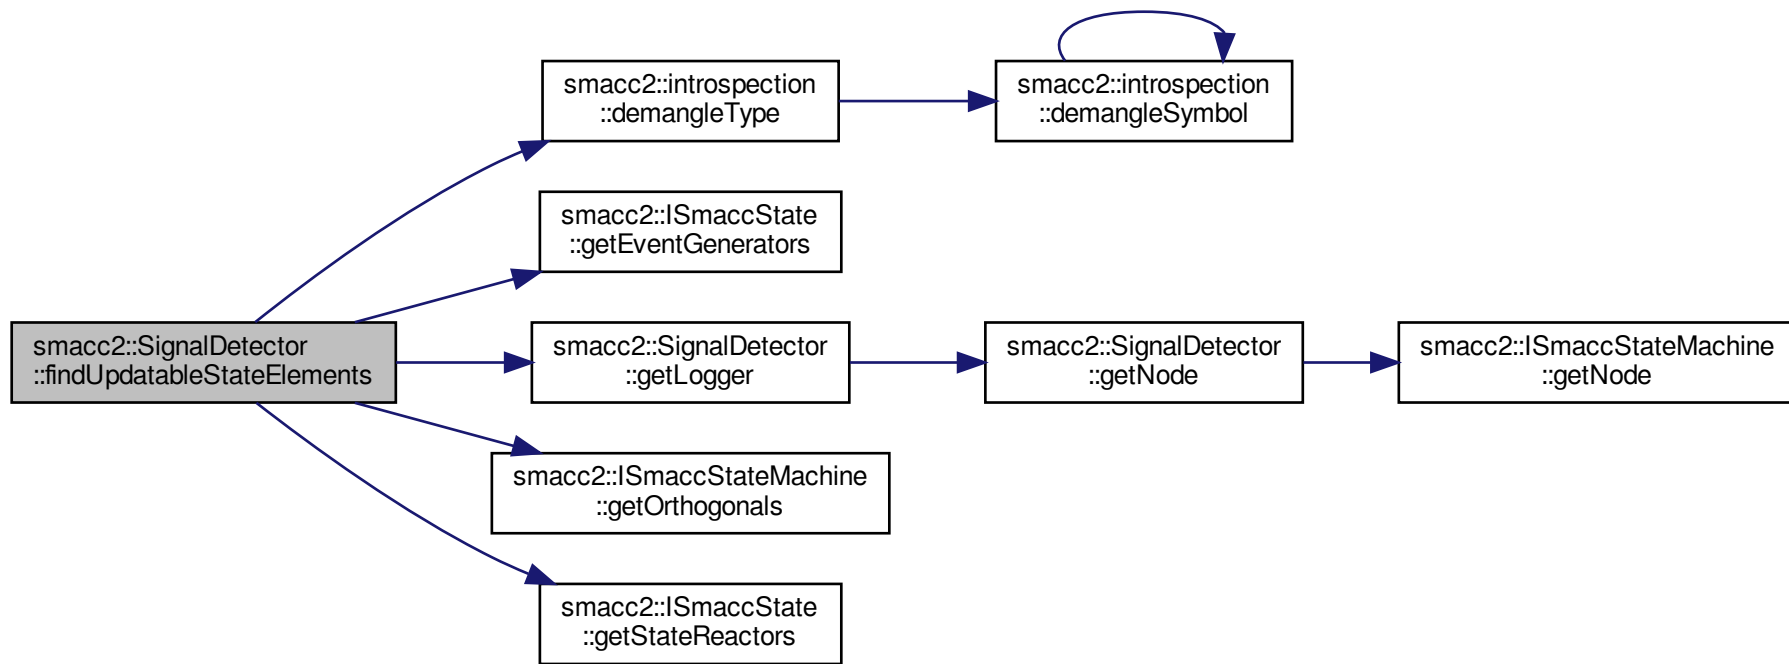 smacc2::introspection
::demangleType
smacc2::introspection
::demangleSymbol
smacc2::ISmaccState
::getEventGenerators
smacc2::SignalDetector
::findUpdatableStateElements
smacc2::SignalDetector
::getLogger
smacc2::SignalDetector
::getNode
smacc2::ISmaccStateMachine
::getNode
smacc2::ISmaccStateMachine
::getOrthogonals
smacc2::ISmaccState
::getStateReactors